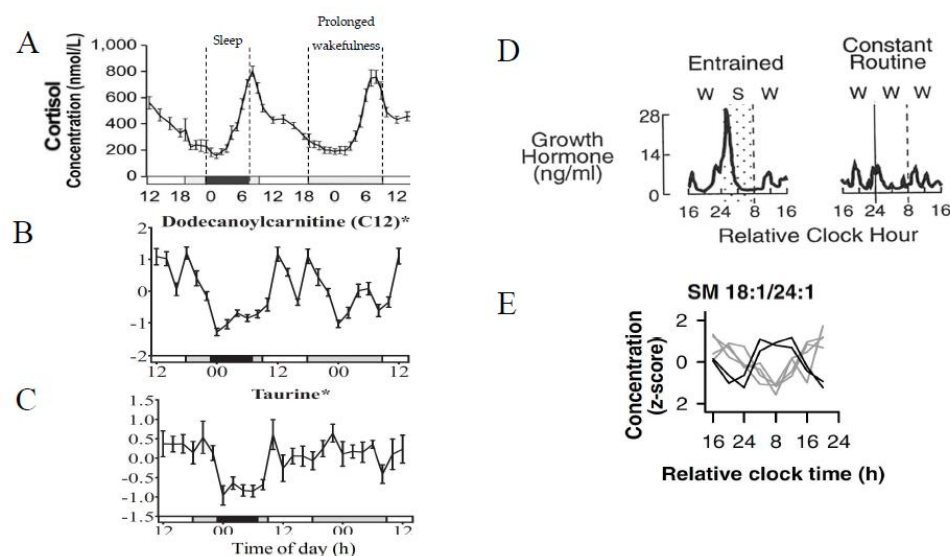 A
Cortisol
Concentration (nmol/L)
Sleep
Prolonged
wakefulness
1,000
800
600
400
200
0
12 18 0 6 12 18 0 6 12
B
Dodecanoylcarnitine (C12)*
2
1
0
-1
-2
12 00 12 00 12
C
Taurine*
1.5
1.0
0.5
0.0
-0.5
-1.0
-1.5
12 00 12 00 12
Time of day (h)
D
Entrained
W S W
Constant
Routine
W W W
Growth
Hormone
(ng/ml)
28
14
0
16 24 8 16
16 24 8 16
Relative Clock Hour
E
SM 18:1/24:1
Concentration
(z-score)
2
0
2
16 24 8 16 24
Relative clock time (h)